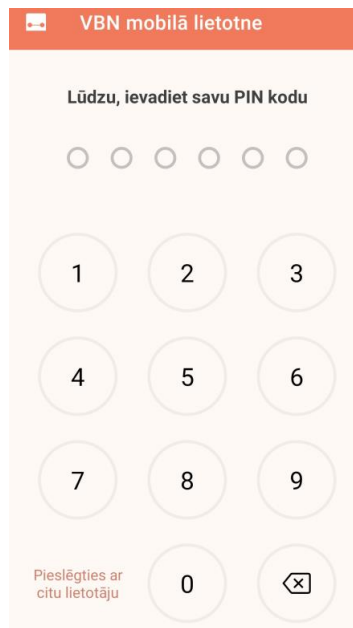 VBN mobilā lietotne
Lūdzu, ievadiet savu PIN kodu
1 2 3
4 5 6
7 8 9
Pieslēgties ar
citu lietotāju
0